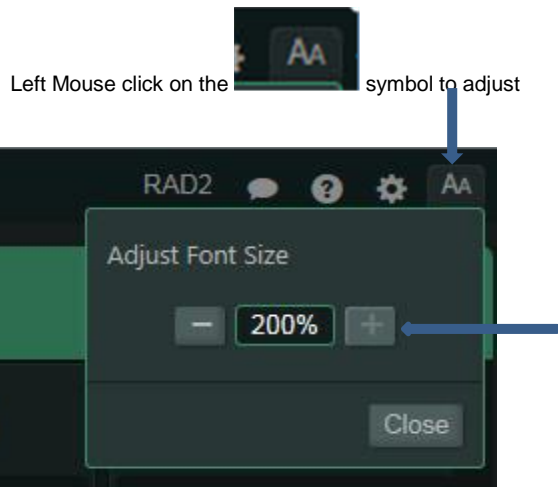 AA
Left Mouse click on the symbol to adjust
RAD2 ? AA
Adjust Font Size
− 200% +
Close